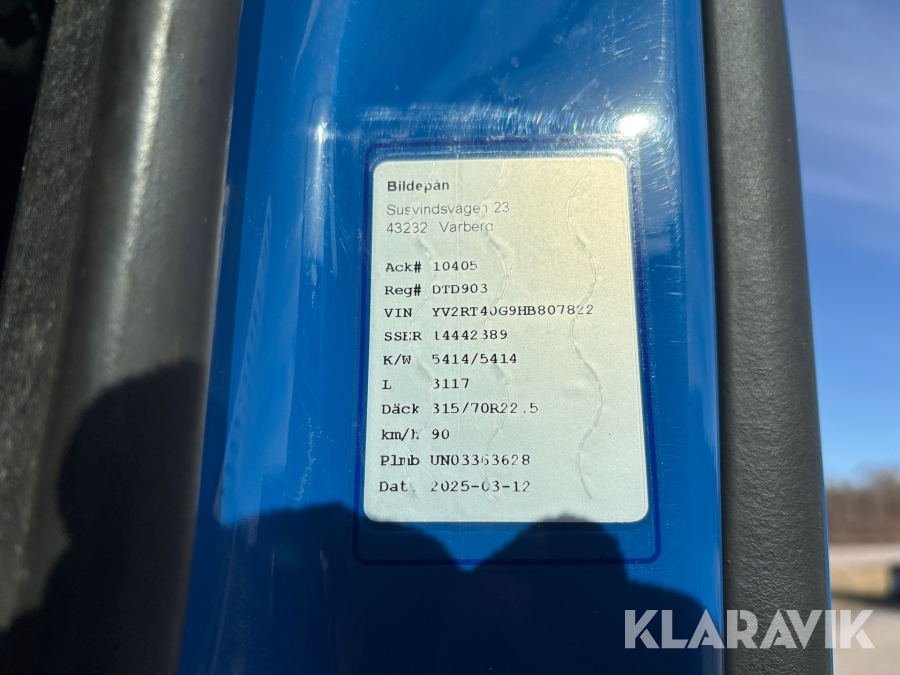 Bildepån
Susvindsvägen 23
43232 Varberg
Ack# 10405
Reg# DTD903
VIN YV2RT40G9HB807822
SSER 14442389
K/W 5414/5414
L 3117
Däck 315/70R22.5
km/h 90
Plmb UN03363628
Dat. 2025-03-12
KLARAVIK